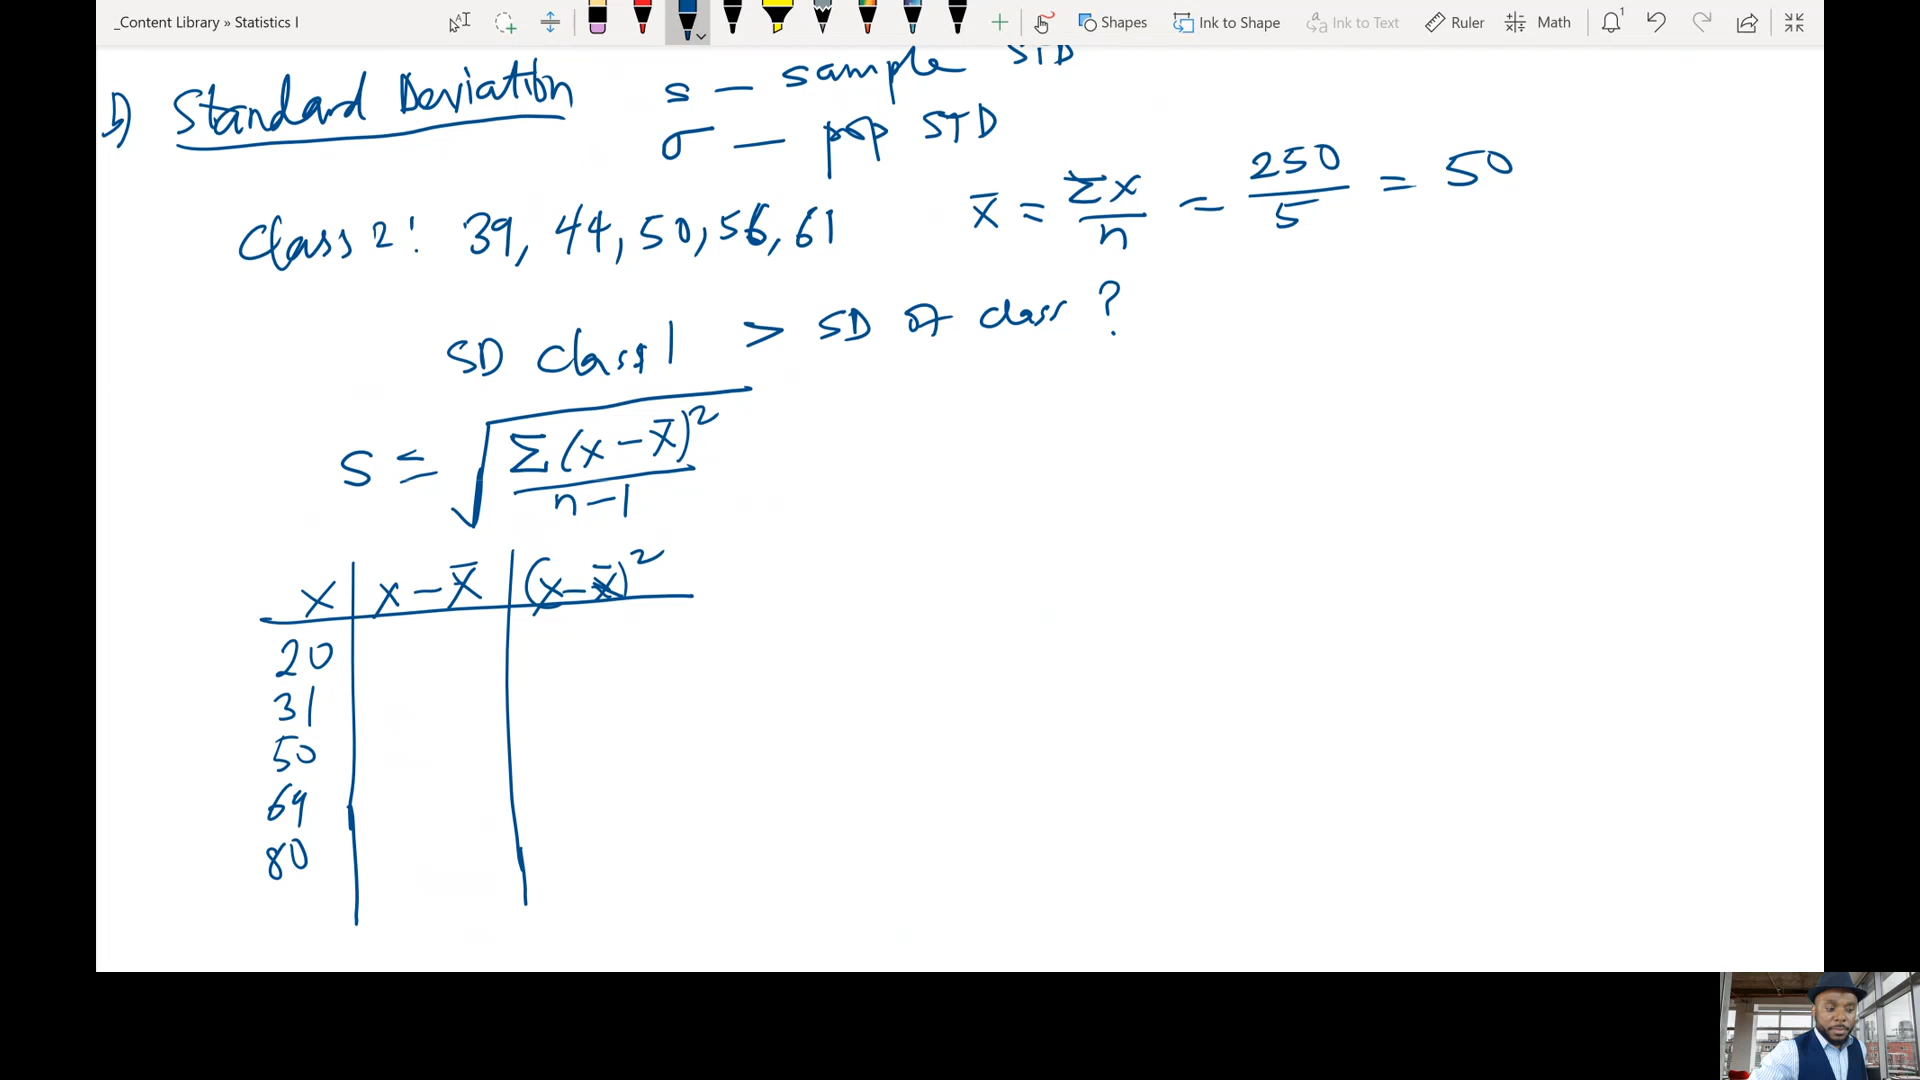 _Content Library » Statistics I
Shapes Ink to Shape Ink to Text Ruler Math 1
b) Standard Deviation
s — sample STD
σ — pop STD
Class 2: 39, 44, 50, 56, 61
x̄ = Σx/n = 250/5 = 50
SD class 1 > SD of class ?
S = √(Σ(x-x̄)²/(n-1))
x | x-x̄ | (x-x̄)²
20
31
50
69
80